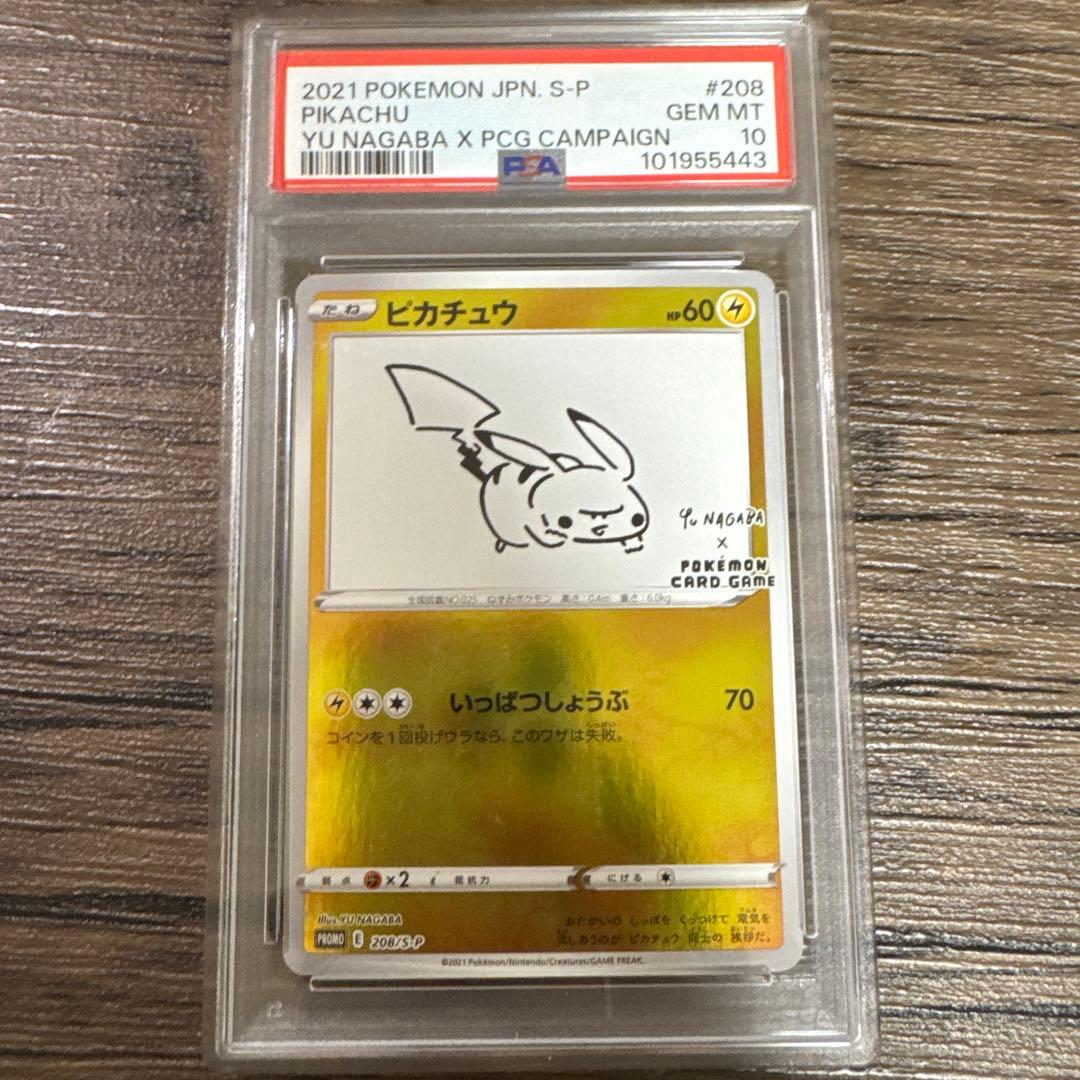 2021 POKEMON JPN. S-P #208
PIKACHU GEM MT
YU NAGABA X PCG CAMPAIGN 10
PSA 101955443
たね ピカチュウ HP60
Yu NAGABA
×
POKÉMON
CARD GAME
全国図鑑NO.025 ねずみポケモン 高さ:0.4m 重さ:6.0kg
いっぱつしょうぶ 70
コインを1回投げウラなら、このワザは失敗。
弱点 ×2 抵抗力 にげる
illus. YU NAGABA
おたがいの しっぽを くっつけて 電気を
流しあうのが ピカチュウ 同士の 挨拶だ。
PROMO E 208/S-P
©2021 Pokémon/Nintendo/Creatures/GAME FREAK.